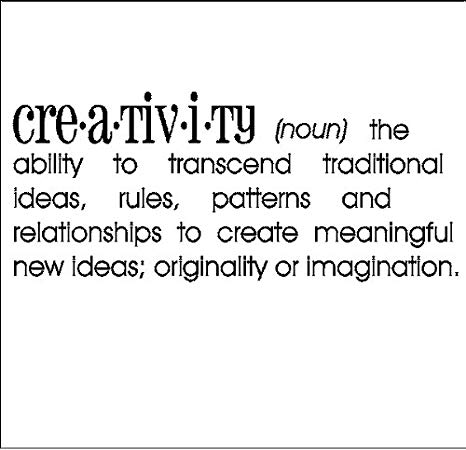 cre·a·Tiv·i·Ty (noun) the
ability to transcend traditional
ideas, rules, patterns and
relationships to create meaningful
new ideas; originality or imagination.